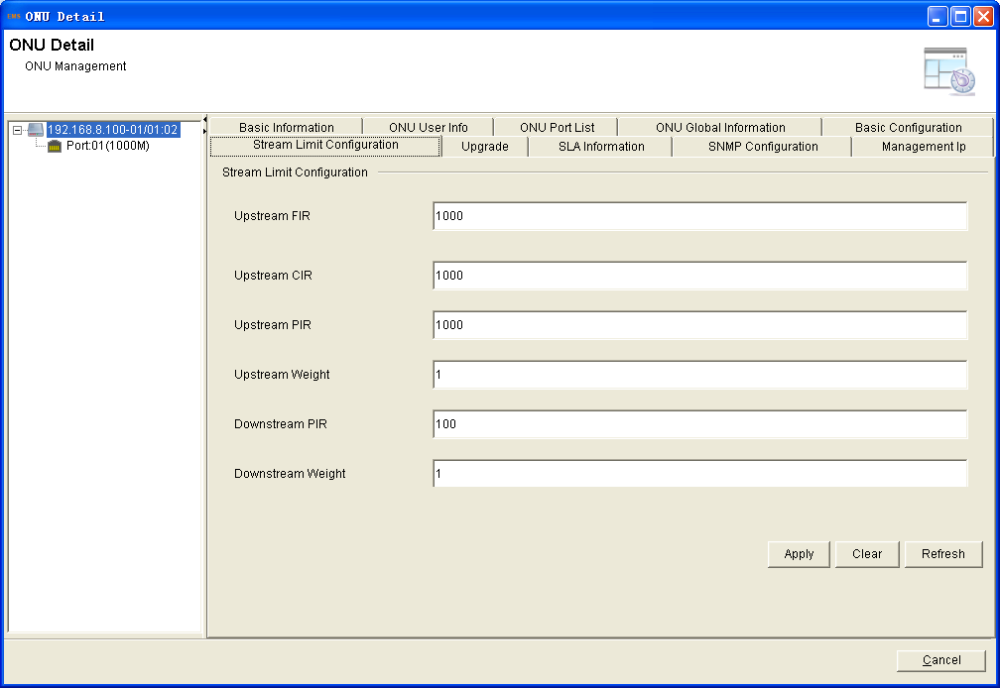 EMS ONU Detail
ONU Detail
ONU Management
192.168.8.100-01/01:02
Port:01(1000M)
Basic Information ONU User Info ONU Port List ONU Global Information Basic Configuration
Stream Limit Configuration Upgrade SLA Information SNMP Configuration Management Ip
Stream Limit Configuration
Upstream FIR 1000
Upstream CIR 1000
Upstream PIR 1000
Upstream Weight 1
Downstream PIR 100
Downstream Weight 1
Apply Clear Refresh
Cancel